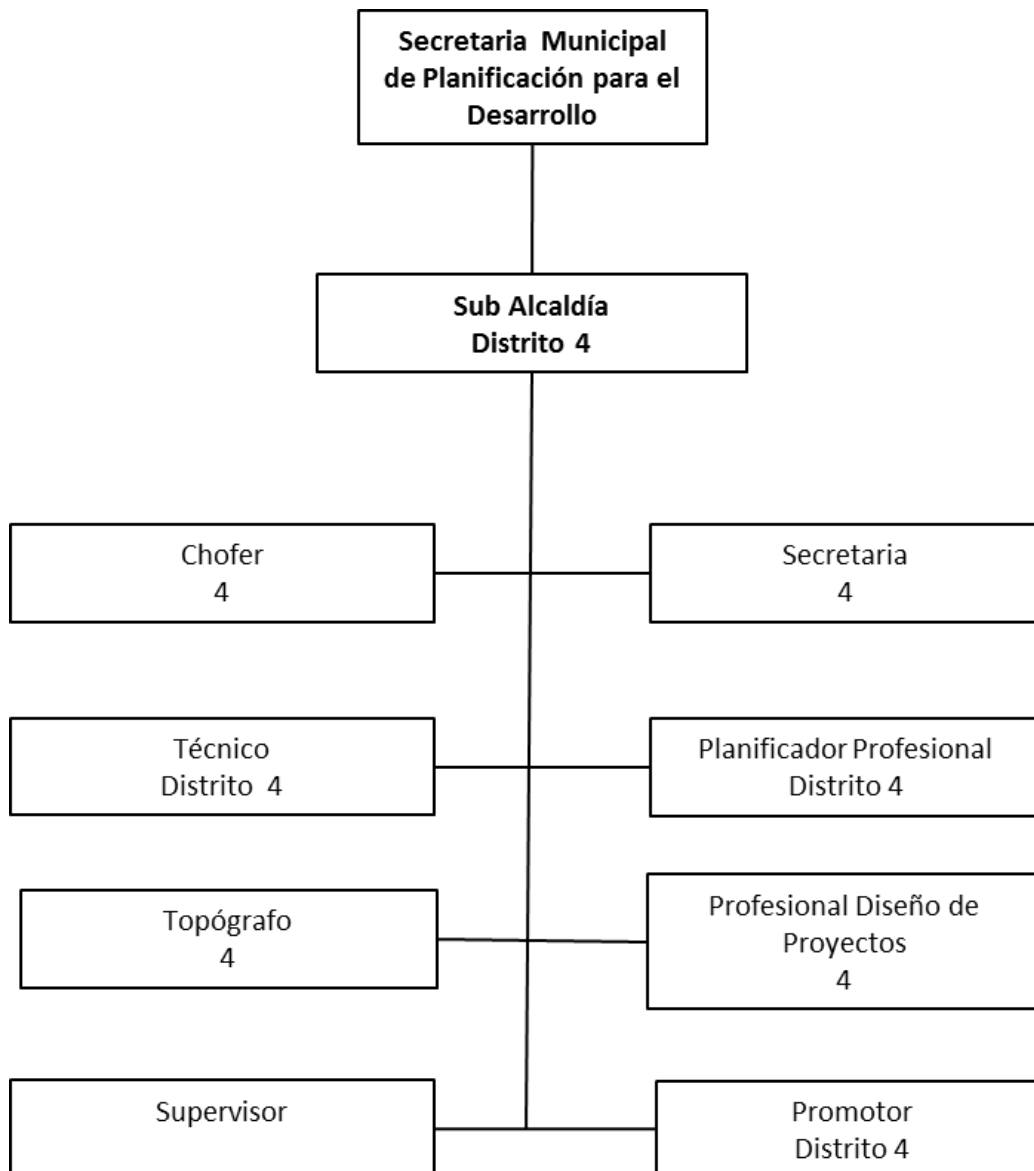 Secretaria Municipal
de Planificación para el
Desarrollo
Sub Alcaldía
Distrito 4
Chofer
4
Secretaria
4
Técnico
Distrito 4
Planificador Profesional
Distrito 4
Topógrafo
4
Profesional Diseño de
Proyectos
4
Supervisor
Promotor
Distrito 4